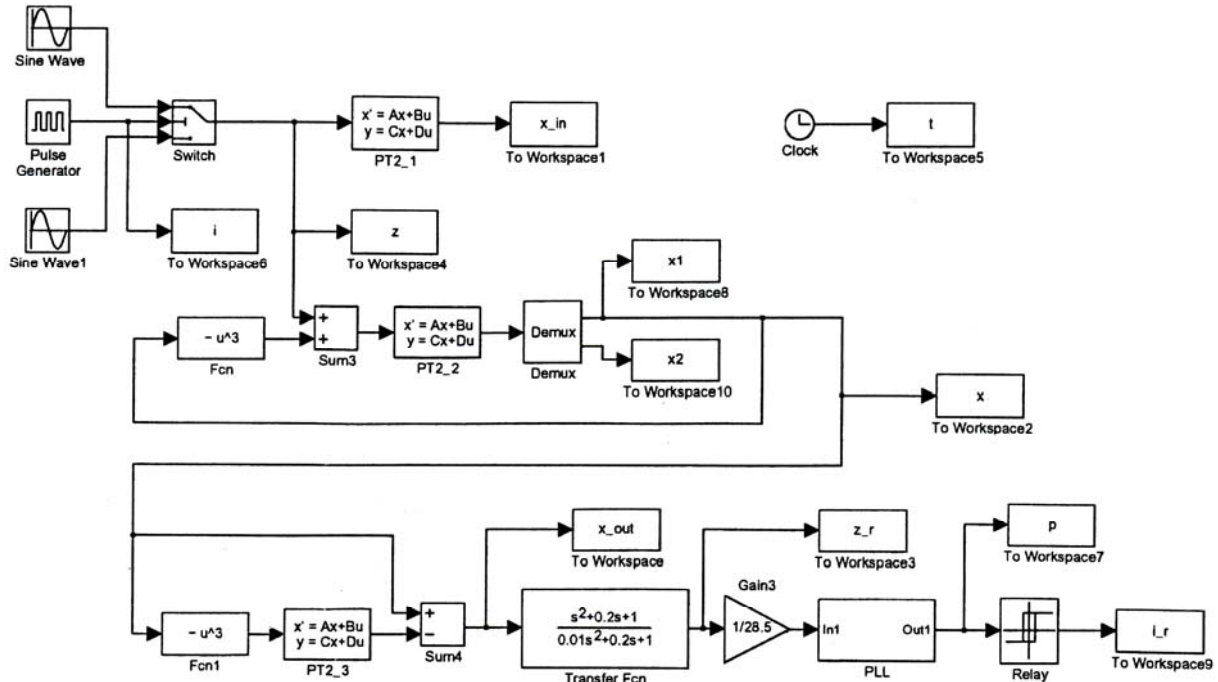 Sine Wave
Pulse
Generator
Sine Wave1
Switch
x' = Ax+Bu
y = Cx+Du
PT2_1
x_in
To Workspace1
Clock
t
To Workspace5
i
To Workspace6
z
To Workspace4
x1
To Workspace8
- u^3
Fcn
+
+
Sum3
x' = Ax+Bu
y = Cx+Du
PT2_2
Demux
Demux
x2
To Workspace10
x
To Workspace2
x_out
To Workspace
z_r
To Workspace3
p
To Workspace7
- u^3
Fcn1
x' = Ax+Bu
y = Cx+Du
PT2_3
+
−
Sum4
s²+0.2s+1
0.01s²+0.2s+1
Transfer Fcn
Gain3
1/28.5
In1
Out1
PLL
Relay
i_r
To Workspace9